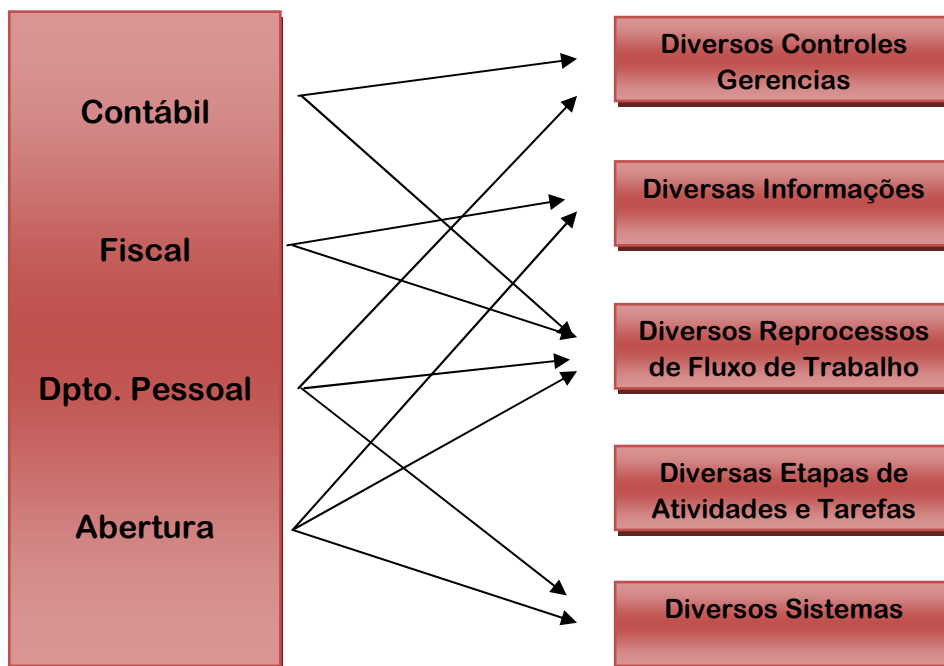 Contábil
Fiscal
Dpto. Pessoal
Abertura
Diversos Controles
Gerencias
Diversas Informações
Diversos Reprocessos
de Fluxo de Trabalho
Diversas Etapas de
Atividades e Tarefas
Diversos Sistemas